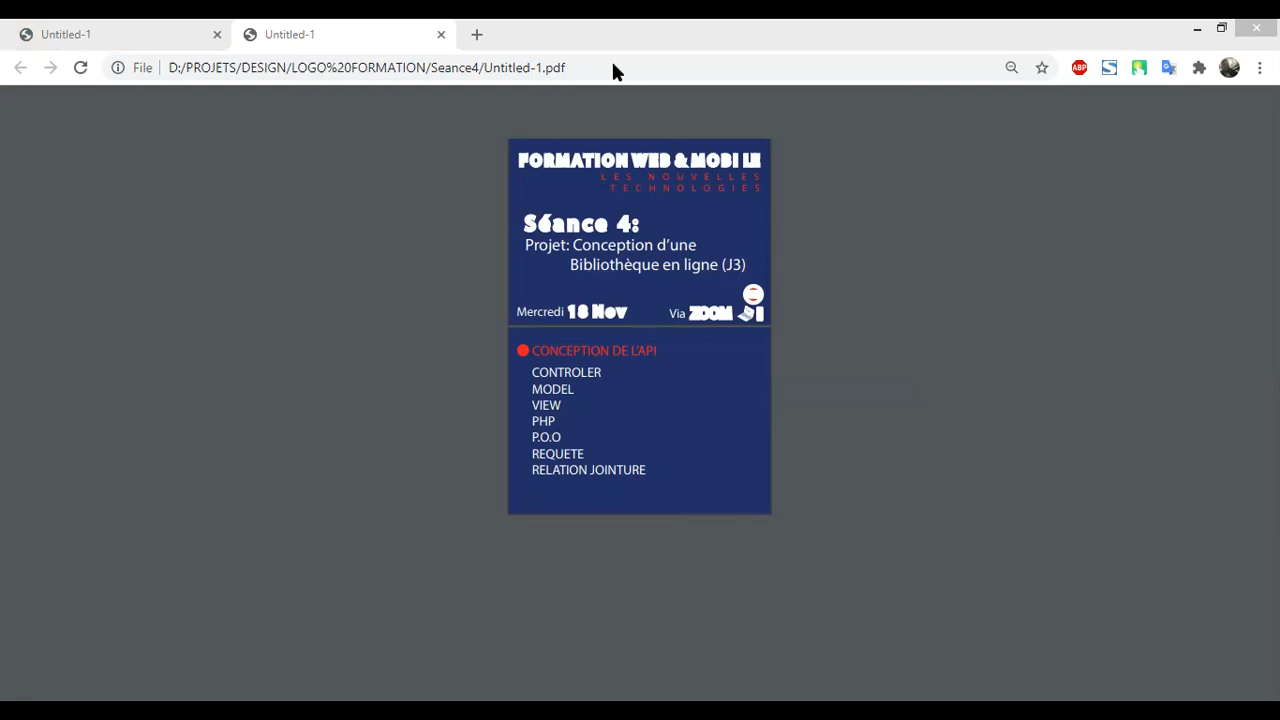 Untitled-1
Untitled-1
File D:/PROJETS/DESIGN/LOGO%20FORMATION/Seance4/Untitled-1.pdf
ABP
FORMATION WEB & MOBILE
LES NOUVELLES
TECHNOLOGIES
Séance 4:
Projet: Conception d'une
Bibliothèque en ligne (J3)
Mercredi 18 Nov Via ZOOM
CONCEPTION DE L'API
CONTROLER
MODEL
VIEW
PHP
P.O.O
REQUETE
RELATION JOINTURE